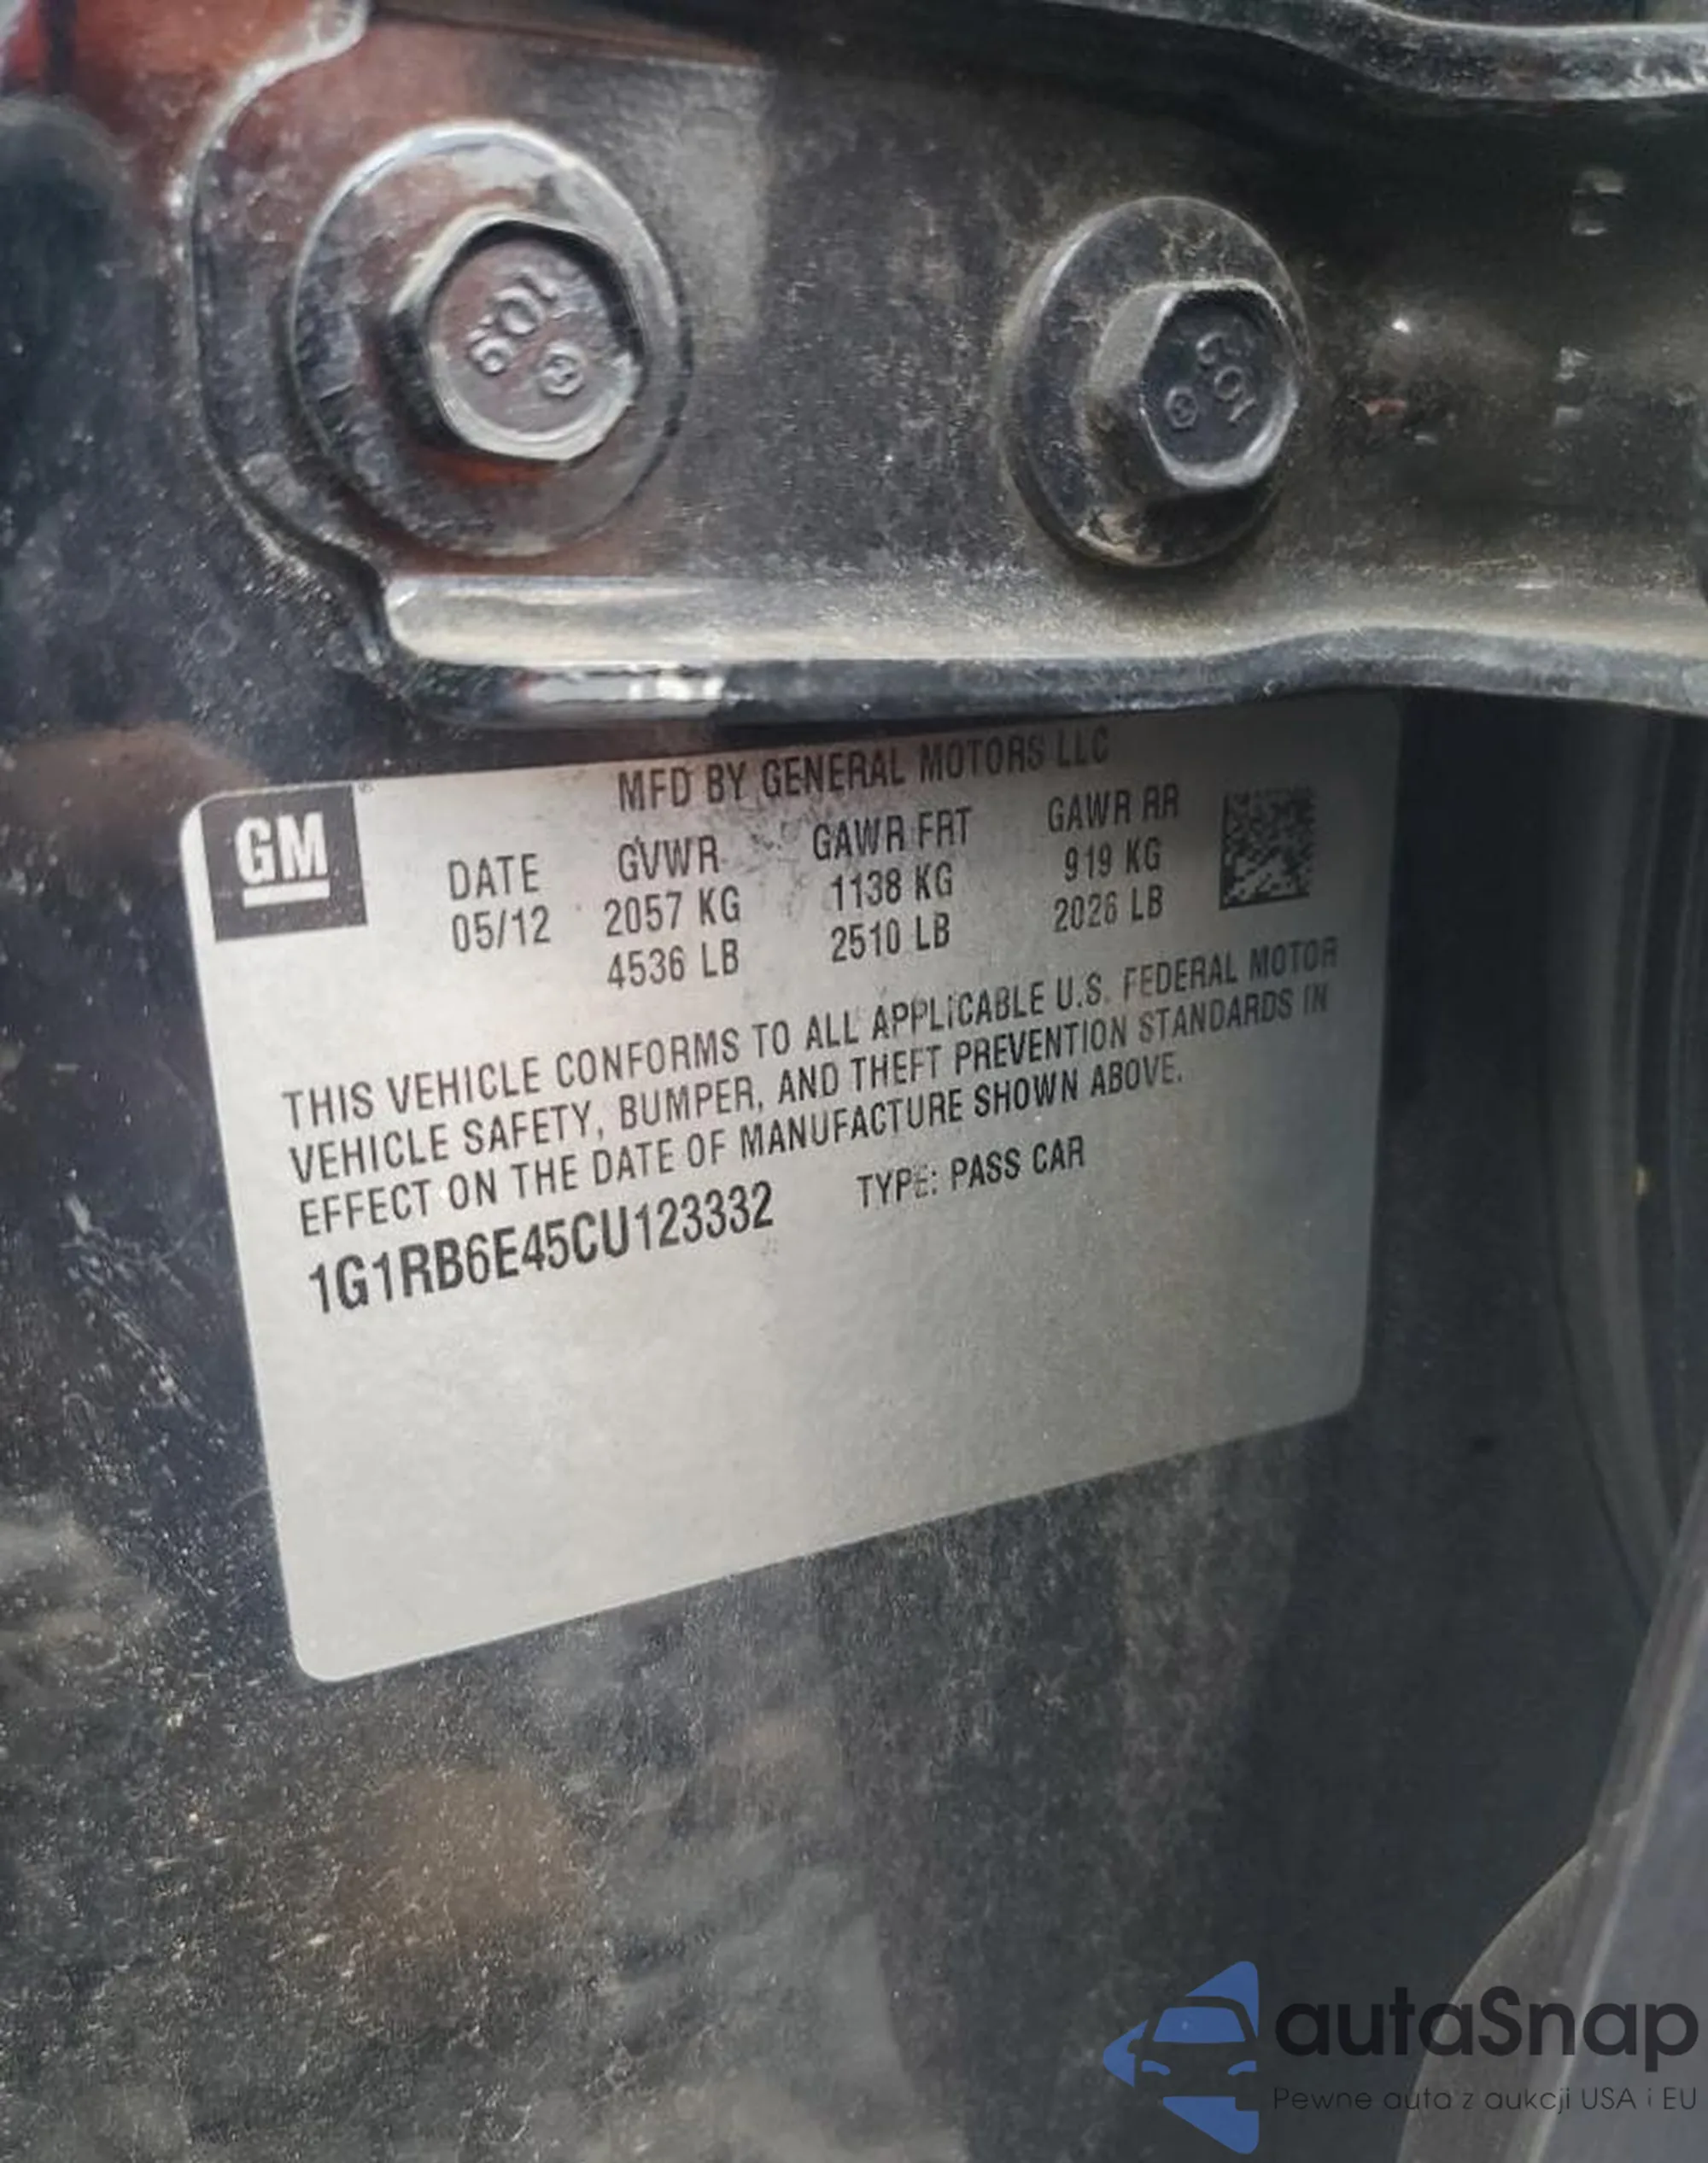 MFD BY GENERAL MOTORS LLC
GM
DATE GVWR GAWR FRT GAWR RR
05/12 2057 KG 1138 KG 919 KG
4536 LB 2510 LB 2026 LB
THIS VEHICLE CONFORMS TO ALL APPLICABLE U.S. FEDERAL MOTOR
VEHICLE SAFETY, BUMPER, AND THEFT PREVENTION STANDARDS IN
EFFECT ON THE DATE OF MANUFACTURE SHOWN ABOVE.
1G1RB6E45CU123332 TYPE: PASS CAR
autaSnap
Pewne auta z aukcji USA i EU